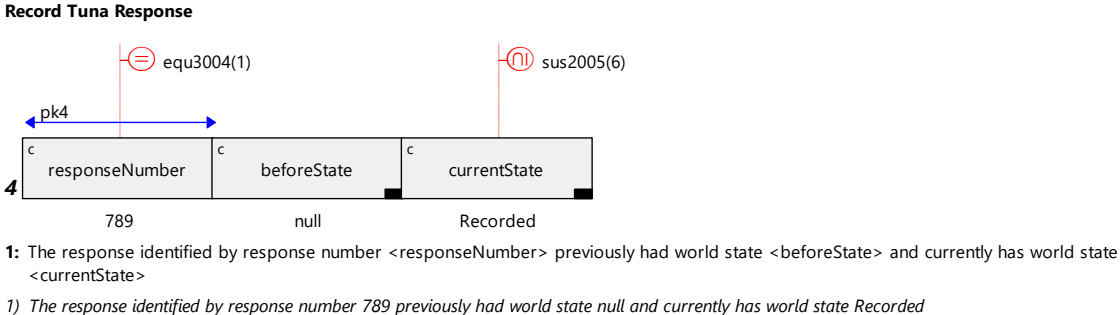 Record Tuna Response
equ3004(1)
sus2005(6)
pk4
c c c
responseNumber beforeState currentState
4
789 null Recorded
1: The response identified by response number <responseNumber> previously had world state <beforeState> and currently has world state
<currentState>
1) The response identified by response number 789 previously had world state null and currently has world state Recorded